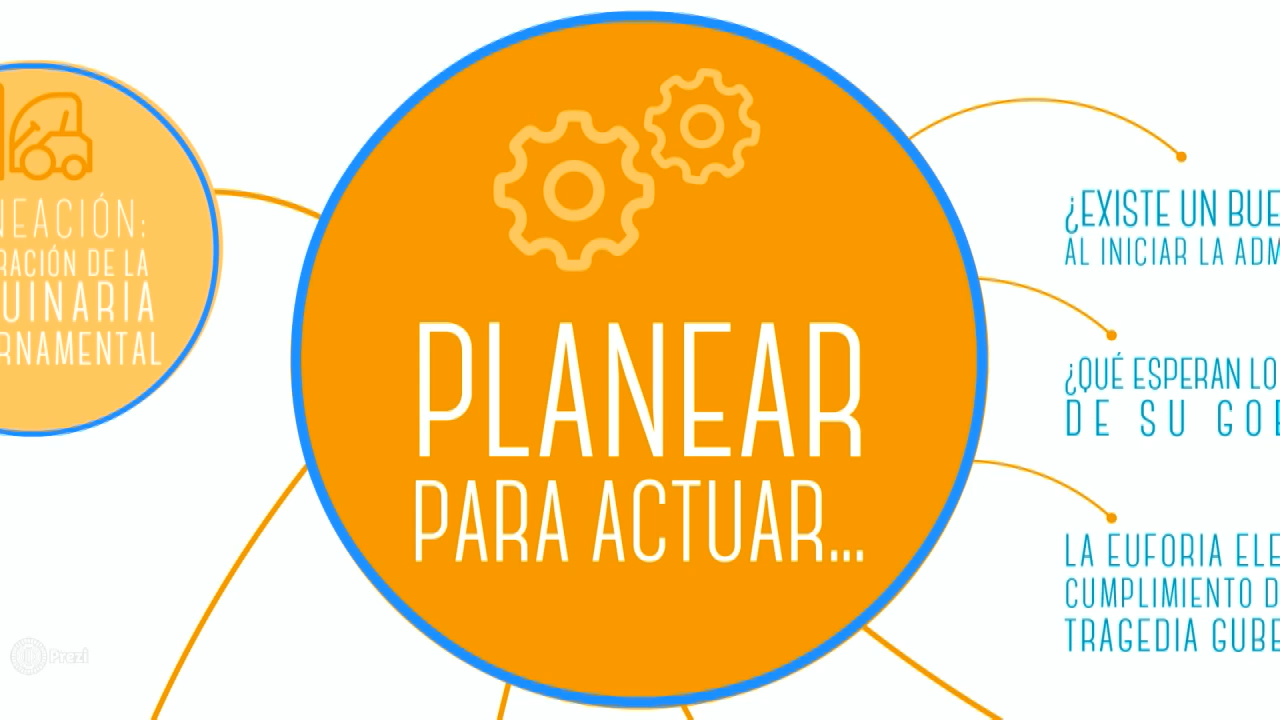 NEACIÓN:
RACIÓN DE LA
UINARIA
RNAMENTAL
PLANEAR
PARA ACTUAR...
¿EXISTE UN BUE
AL INICIAR LA ADM
¿QUÉ ESPERAN LO
DE SU GOB
LA EUFORIA ELE
CUMPLIMIENTO D
TRAGEDIA GUBE
Prezi